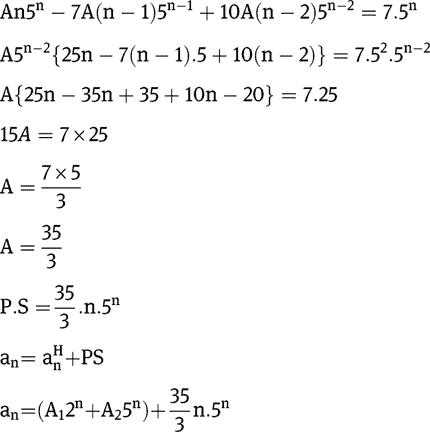 An5ⁿ − 7A(n − 1)5ⁿ⁻¹ + 10A(n − 2)5ⁿ⁻² = 7.5ⁿ
A5ⁿ⁻²{25n − 7(n − 1).5 + 10(n − 2)} = 7.5².5ⁿ⁻²
A{25n − 35n + 35 + 10n − 20} = 7.25
15A = 7 × 25
A = (7 × 5)/3
A = 35/3
P.S = 35/3 .n.5ⁿ
aₙ= aₙᴴ+PS
aₙ=(A₁2ⁿ+A₂5ⁿ)+35/3 n.5ⁿ